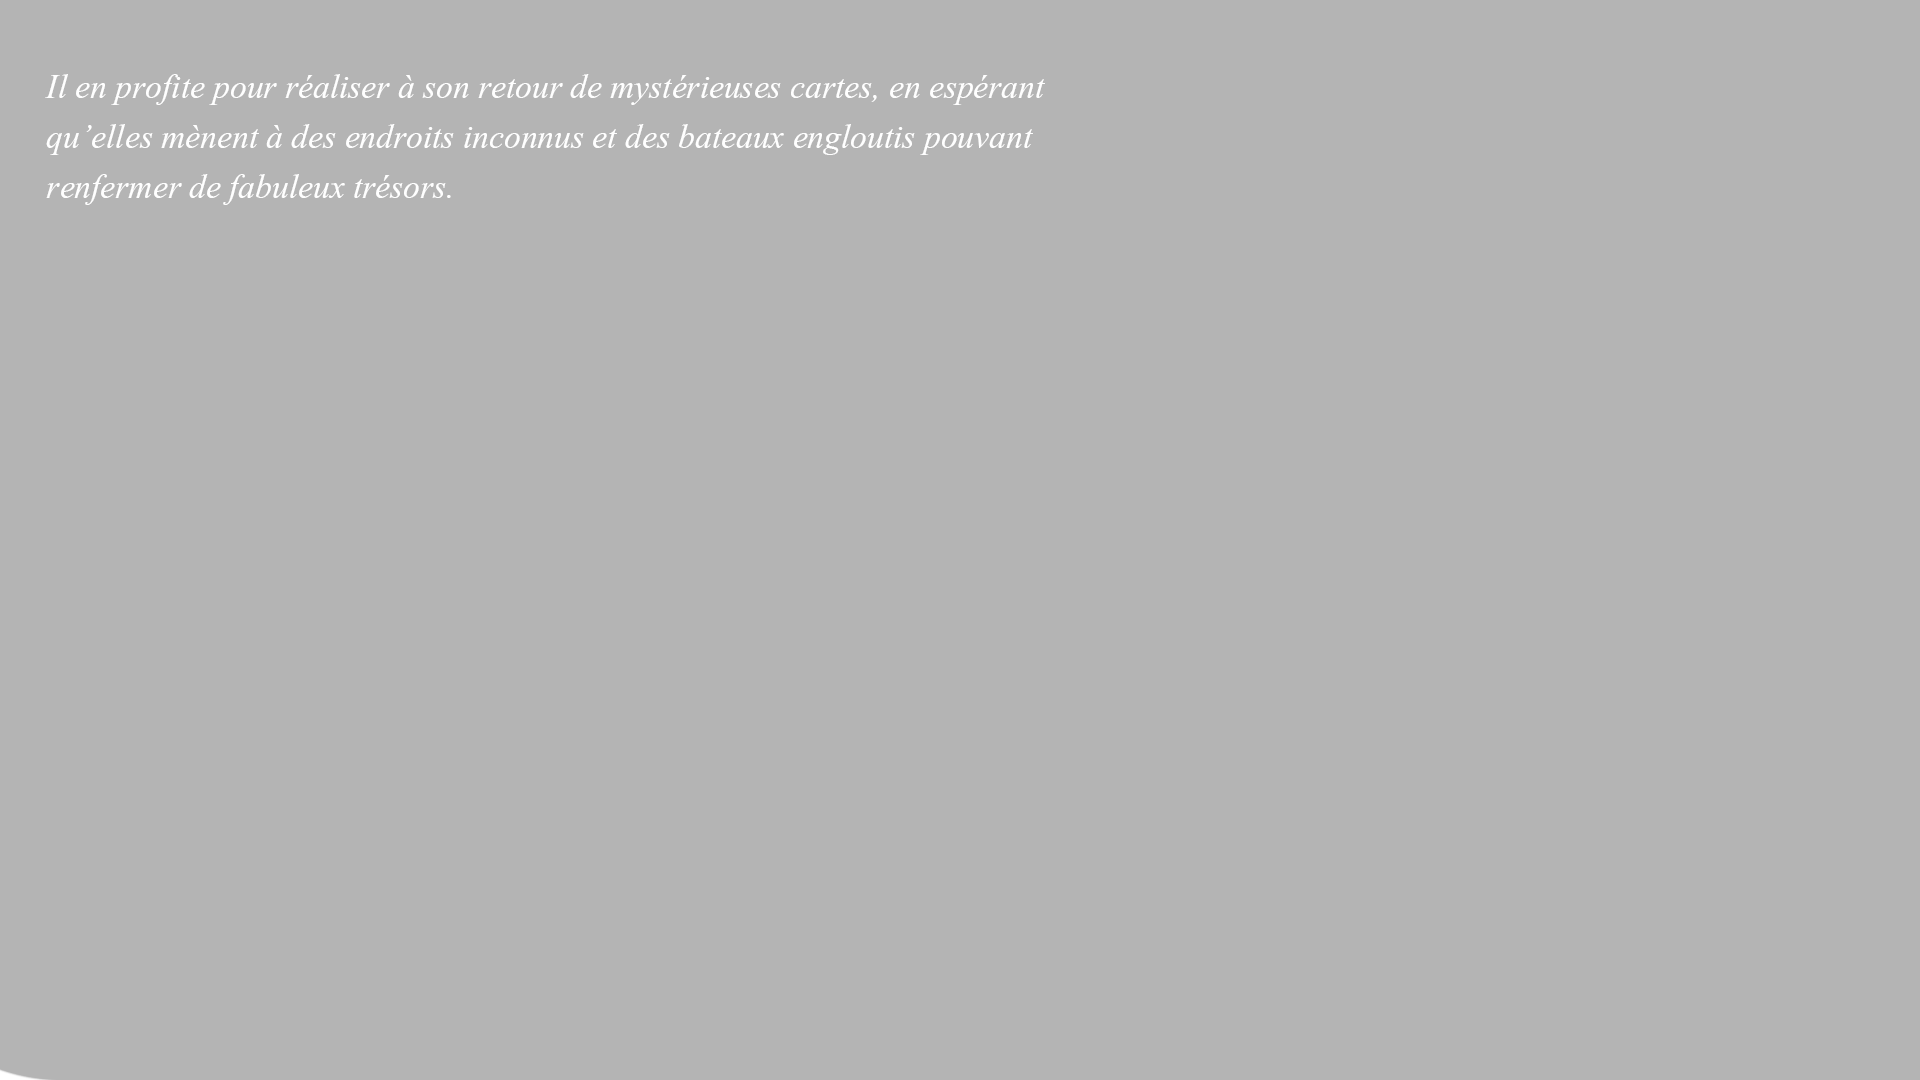 Il en profite pour réaliser à son retour de mystérieuses cartes, en espérant
qu’elles mènent à des endroits inconnus et des bateaux engloutis pouvant
renfermer de fabuleux trésors.